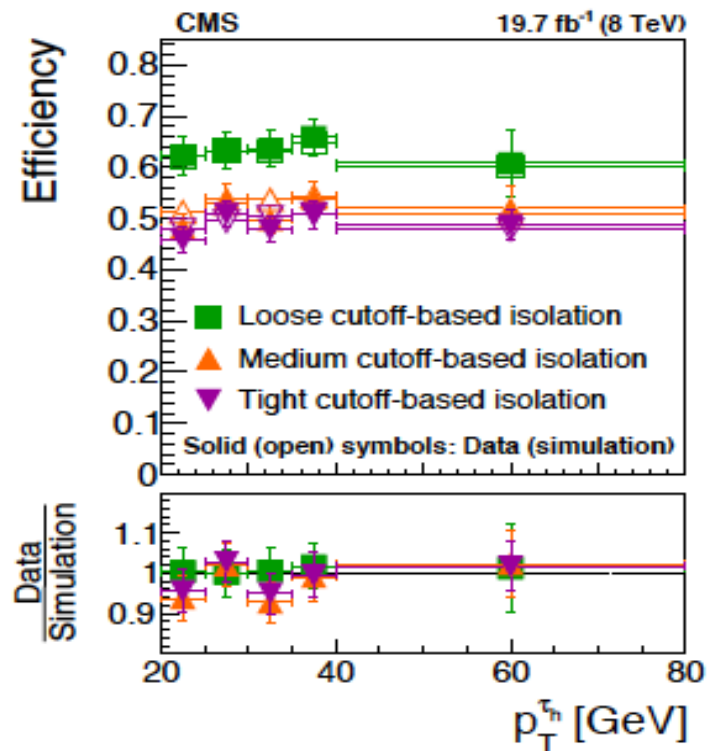 CMS 19.7 fb⁻¹ (8 TeV)
Efficiency
0.8
0.7
0.6
0.5
0.4
0.3
0.2
0.1
0
Loose cutoff-based isolation
Medium cutoff-based isolation
Tight cutoff-based isolation
Solid (open) symbols: Data (simulation)
Data
Simulation
1.1
1
0.9
20 40 60 80
p_T^{τ_h} [GeV]